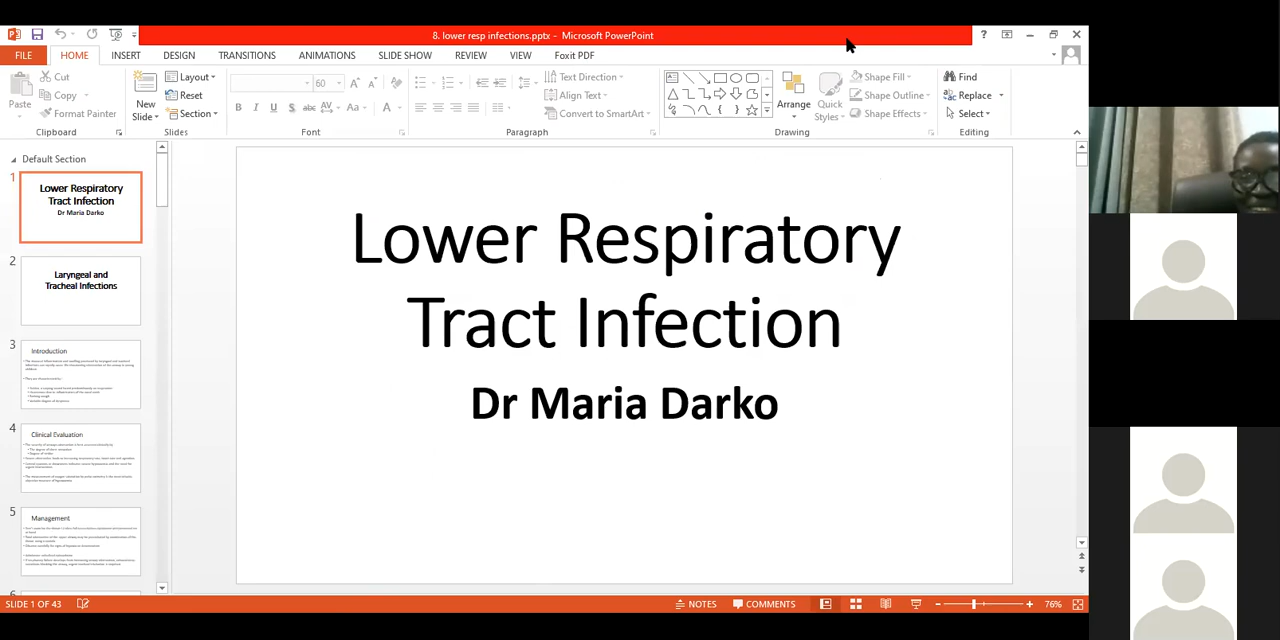 8. lower resp infections.pptx - Microsoft PowerPoint
FILE HOME INSERT DESIGN TRANSITIONS ANIMATIONS SLIDE SHOW REVIEW VIEW Foxit PDF
Paste
Cut
Copy
Format Painter
Clipboard
New
Slide
Layout
Reset
Section
Slides
60
Font
Text Direction
Align Text
Convert to SmartArt
Paragraph
Arrange
Quick
Styles
Shape Fill
Shape Outline
Shape Effects
Drawing
Find
Replace
Select
Editing
Default Section
1
Lower Respiratory
Tract Infection
Dr Maria Darko
2
Laryngeal and
Tracheal Infections
3
Introduction
4
Clinical Evaluation
5
Management
Lower Respiratory
Tract Infection
Dr Maria Darko
SLIDE 1 OF 43 NOTES COMMENTS 76%